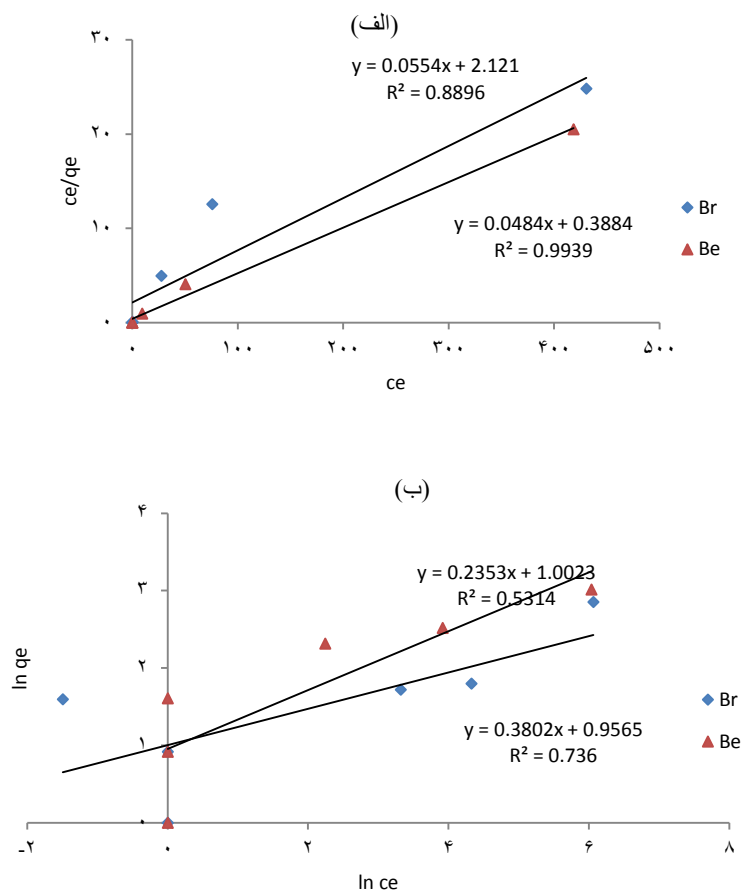 (الف)
y = 0.0554x + 2.121
R² = 0.8896
y = 0.0484x + 0.3884
R² = 0.9939
۳۰
۲۰
۱۰
۰
ce/qe
۰ ۱۰۰ ۲۰۰ ۳۰۰ ۴۰۰ ۵۰۰
ce
Br
Be
(ب)
y = 0.2353x + 1.0023
R² = 0.5314
y = 0.3802x + 0.9565
R² = 0.736
۴
۳
۲
۱
۰
ln qe
-۲ ۰ ۲ ۴ ۶ ۸
ln ce
Br
Be